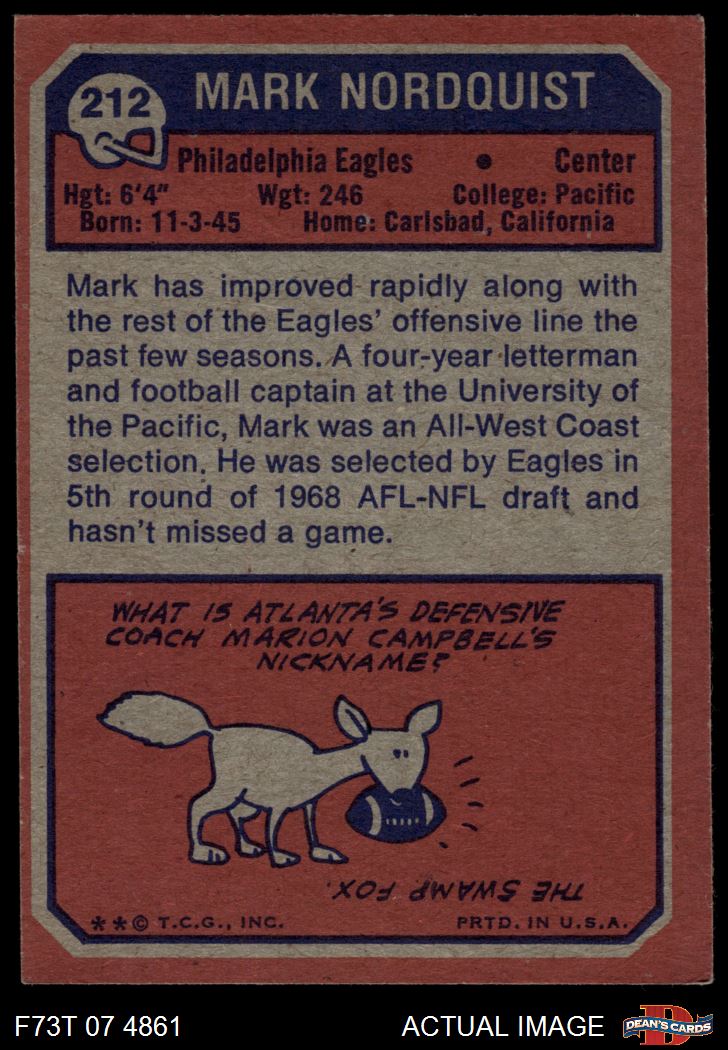 212
MARK NORDQUIST
Philadelphia Eagles • Center
Hgt: 6'4" Wgt: 246 College: Pacific
Born: 11-3-45 Home: Carlsbad, California
Mark has improved rapidly along with
the rest of the Eagles' offensive line the
past few seasons. A four-year letterman
and football captain at the University of
the Pacific, Mark was an All-West Coast
selection. He was selected by Eagles in
5th round of 1968 AFL-NFL draft and
hasn't missed a game.
WHAT IS ATLANTA'S DEFENSIVE
COACH MARION CAMPBELL'S
NICKNAME?
THE SWAMP FOX.
**© T.C.G., INC. PRTD. IN U.S.A.
F73T 07 4861 ACTUAL IMAGE D DEAN'S CARDS